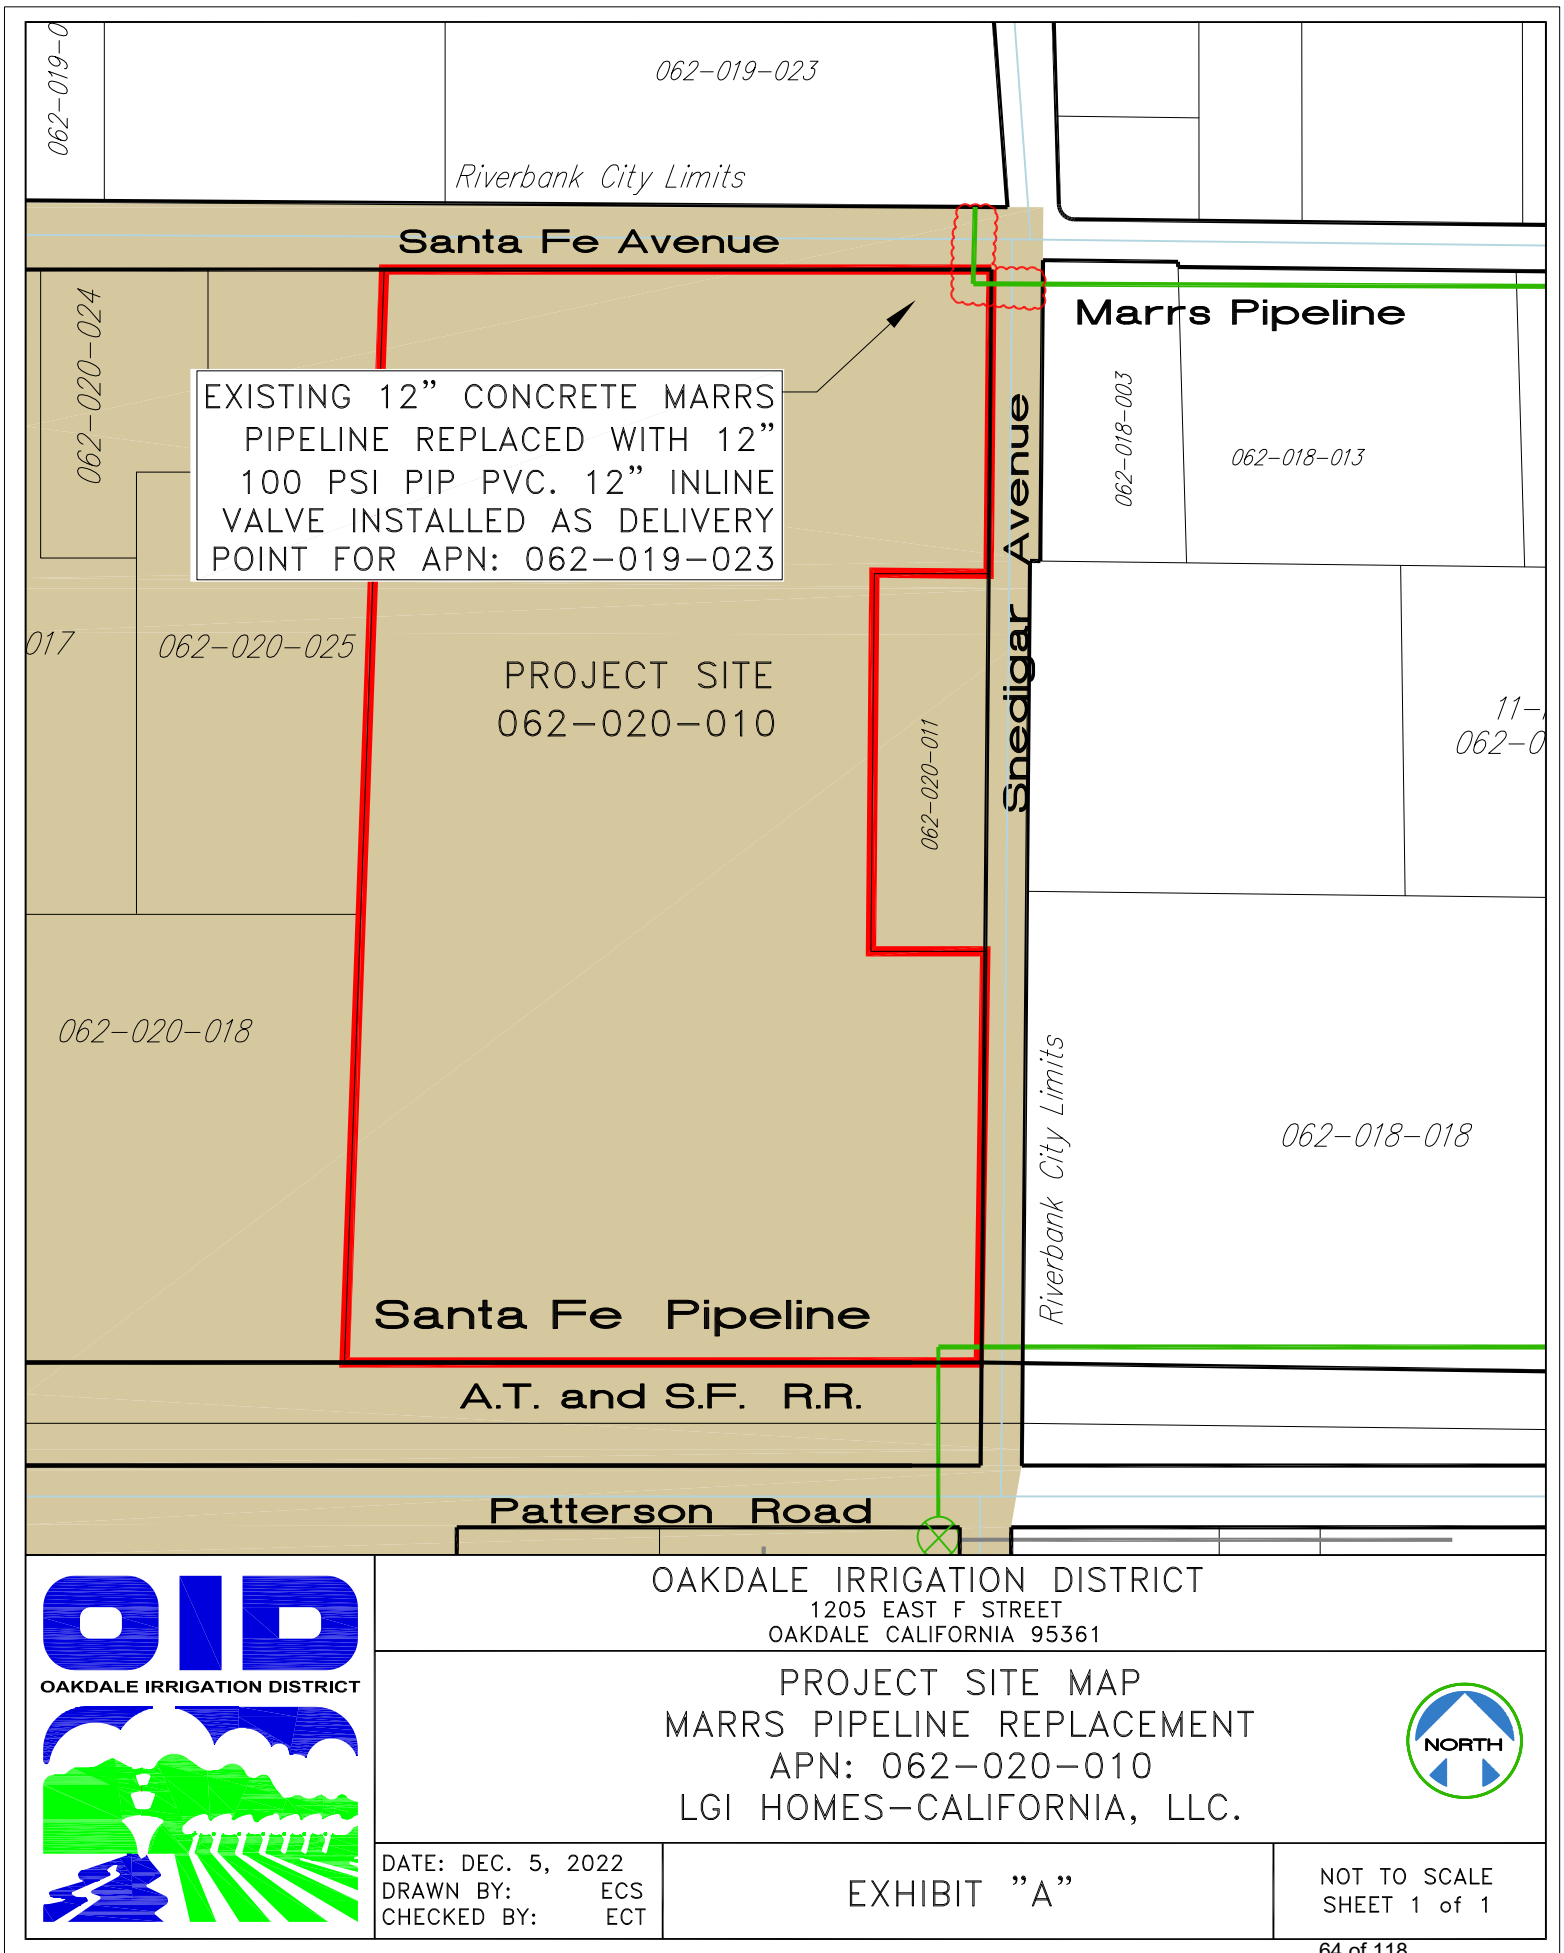 062-019-0
062-019-023
Riverbank City Limits
Santa Fe Avenue
Marrs Pipeline
062-020-024
EXISTING 12” CONCRETE MARRS
PIPELINE REPLACED WITH 12”
100 PSI PIP PVC. 12” INLINE
VALVE INSTALLED AS DELIVERY
POINT FOR APN: 062-019-023
Snedigar Avenue
062-018-003
062-018-013
017
062-020-025
PROJECT SITE
062-020-010
062-020-011
11-
062-0
062-020-018
Riverbank City Limits
062-018-018
Santa Fe Pipeline
A.T. and S.F. R.R.
Patterson Road
OID
OAKDALE IRRIGATION DISTRICT
OAKDALE IRRIGATION DISTRICT
1205 EAST F STREET
OAKDALE CALIFORNIA 95361
PROJECT SITE MAP
MARRS PIPELINE REPLACEMENT
APN: 062-020-010
LGI HOMES-CALIFORNIA, LLC.
NORTH
DATE: DEC. 5, 2022
DRAWN BY: ECS
CHECKED BY: ECT
EXHIBIT ”A”
NOT TO SCALE
SHEET 1 of 1
64 of 118